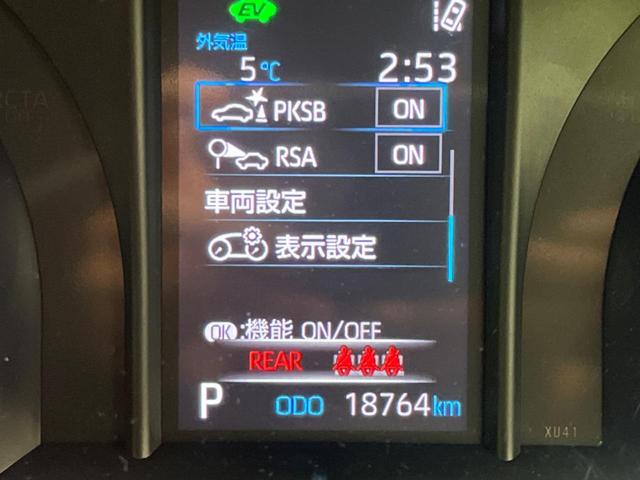 EV
外気温
5℃ 2:53
PKSB ON
RSA ON
車両設定
表示設定
OK:機能 ON/OFF
REAR
P ODO 18764km
XU41